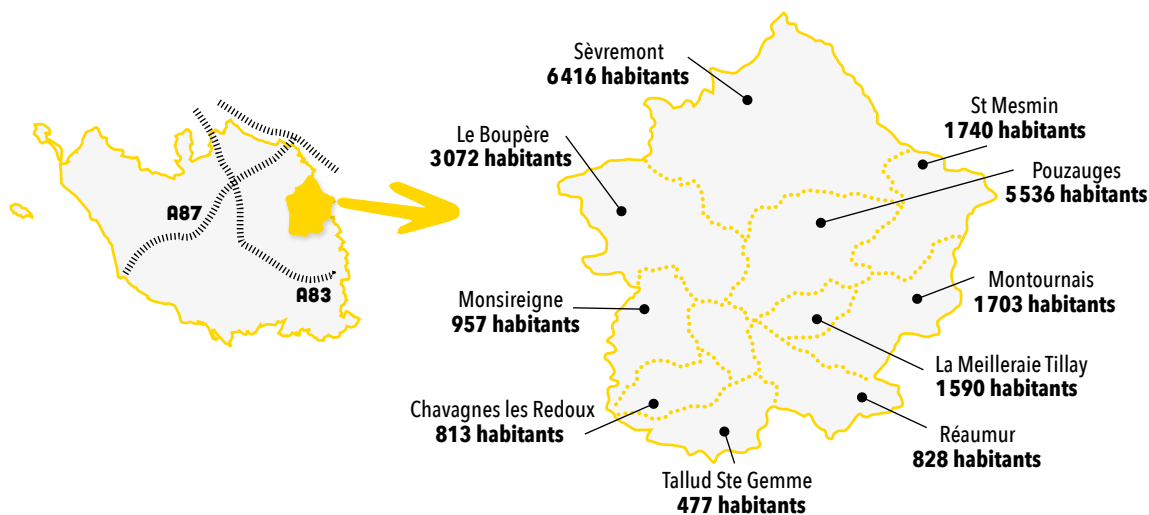 Sèvremont
6416 habitants
St Mesmin
1740 habitants
Le Boupère
3072 habitants
Pouzauges
5536 habitants
A87
A83
Monsireigne
957 habitants
Montournais
1703 habitants
La Meilleraie Tillay
1590 habitants
Chavagnes les Redoux
813 habitants
Réaumur
828 habitants
Tallud Ste Gemme
477 habitants